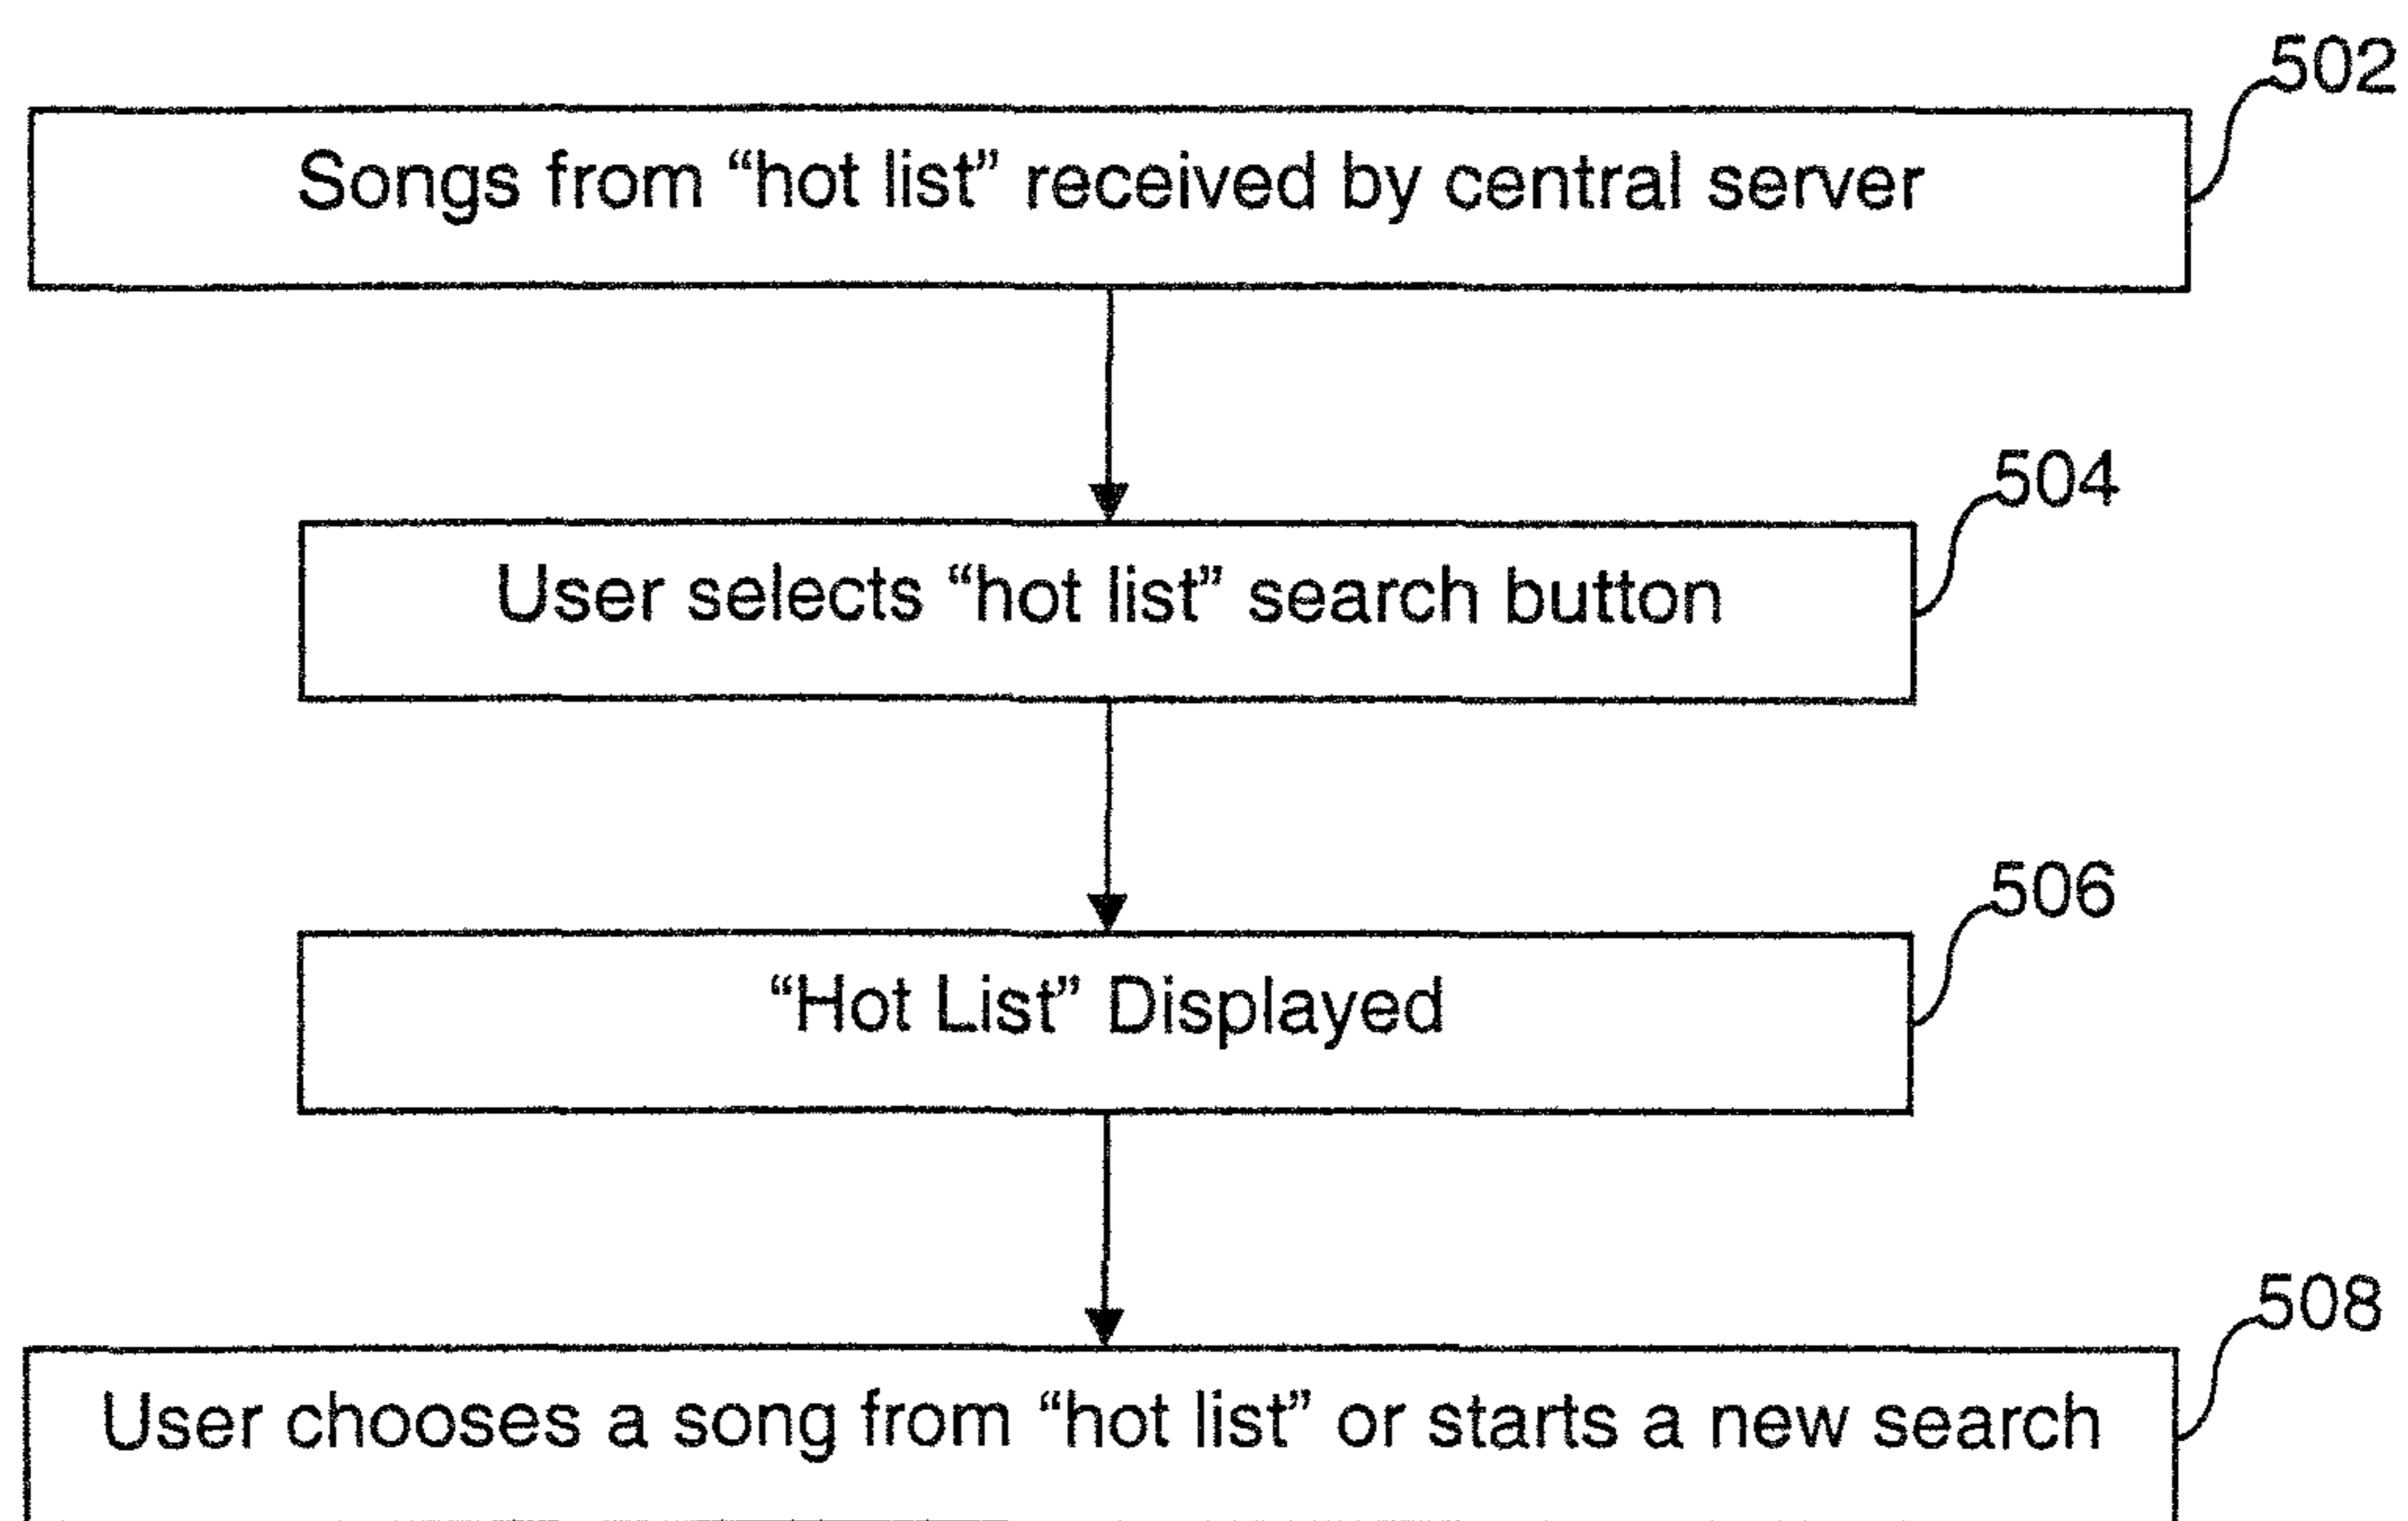 502
Songs from “hot list” received by central server
504
User selects “hot list” search button
506
“Hot List” Displayed
508
User chooses a song from “hot list” or starts a new search